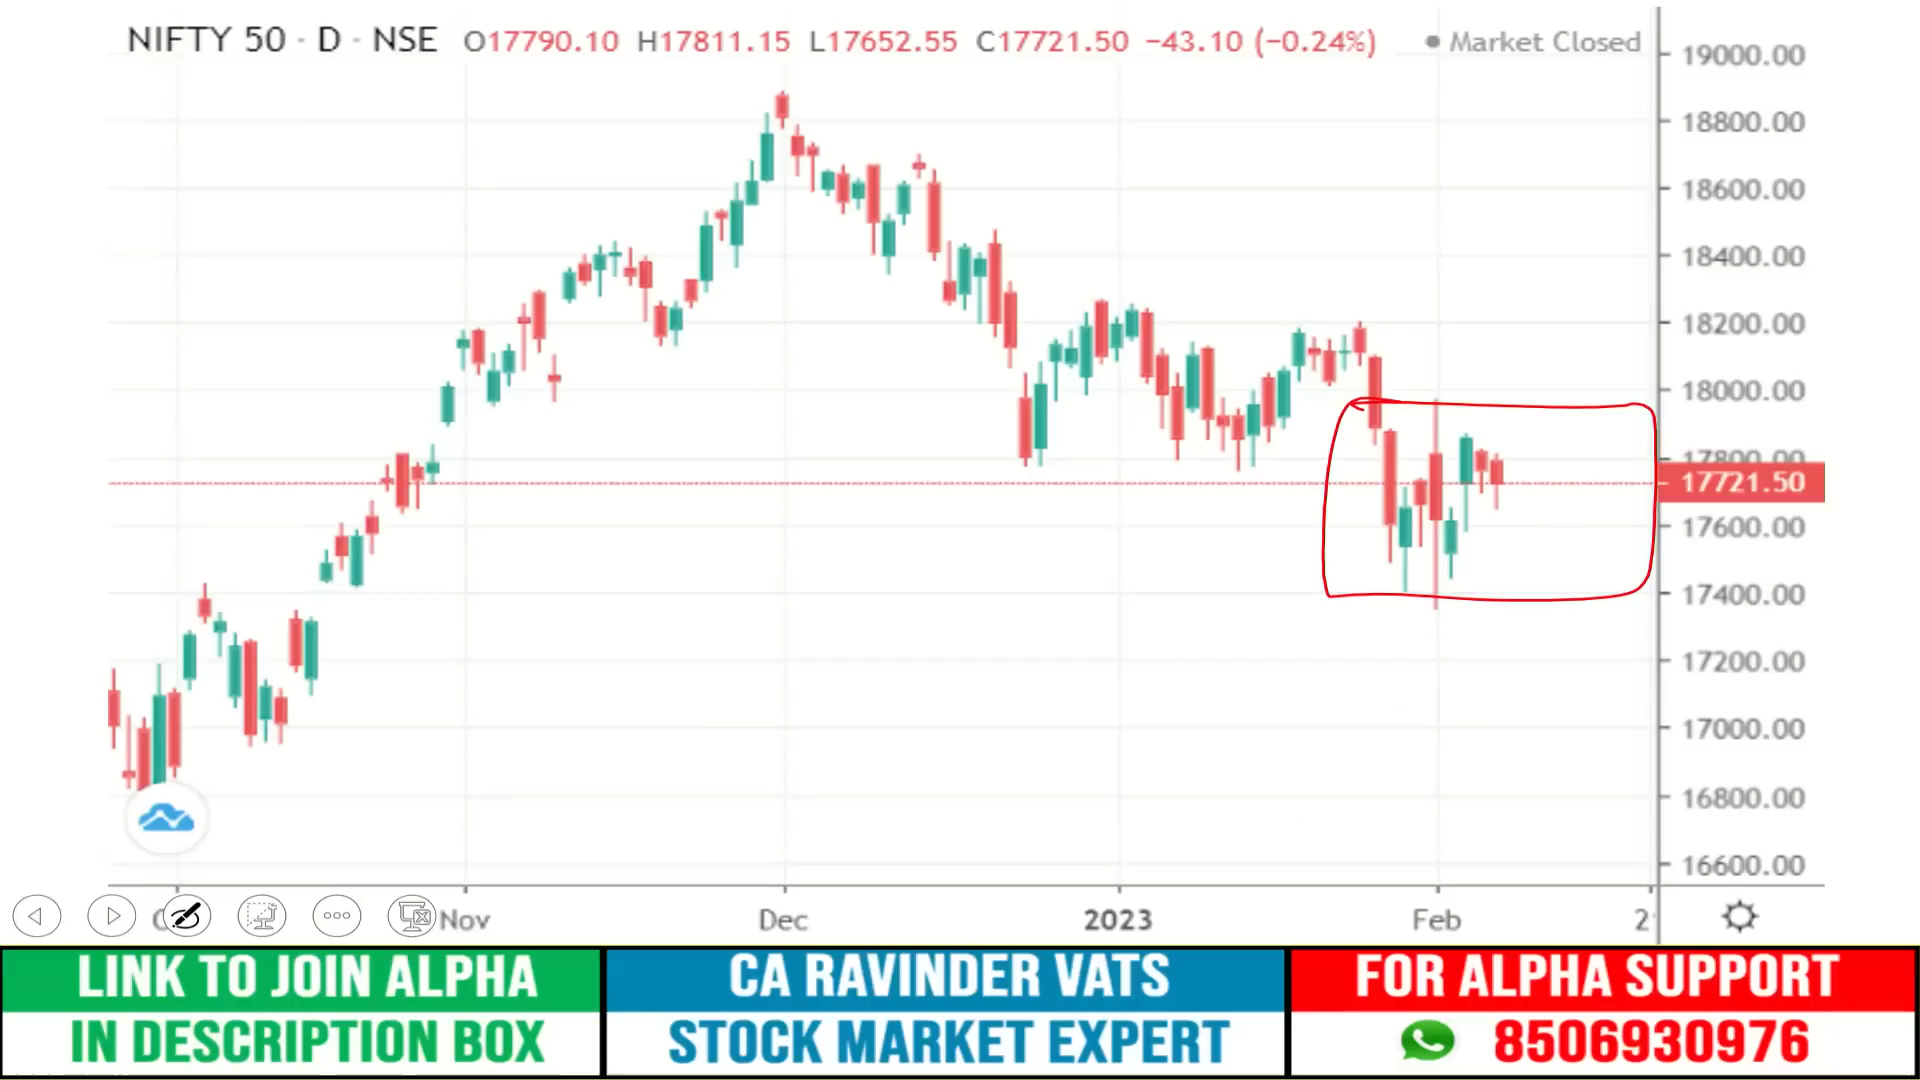 NIFTY 50 · D · NSE O17790.10 H17811.15 L17652.55 C17721.50 −43.10 (−0.24%) Market Closed
19000.00
18800.00
18600.00
18400.00
18200.00
18000.00
17800.00
17721.50
17600.00
17400.00
17200.00
17000.00
16800.00
16600.00
Nov Dec 2023 Feb
LINK TO JOIN ALPHA
IN DESCRIPTION BOX
CA RAVINDER VATS
STOCK MARKET EXPERT
FOR ALPHA SUPPORT
8506930976